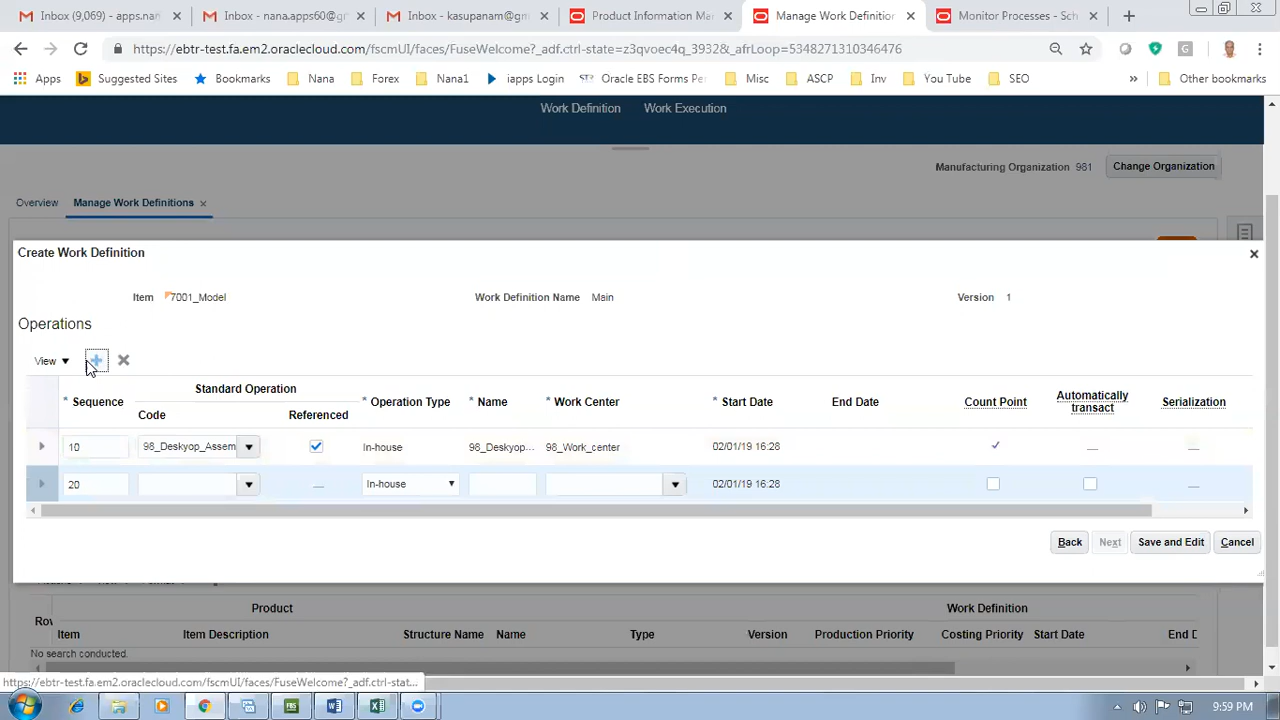 Inbox (9,069) - apps.nan
Inbox - nana.apps60@gr
Inbox - kasupanam@gm
Product Information Ma
Manage Work Definition
Monitor Processes - Sch
https://ebtr-test.fa.em2.oraclecloud.com/fscmUI/faces/FuseWelcome?_adf.ctrl-state=z3qvoec4q_3932&_afrLoop=5348271310346476
Apps
Suggested Sites
Bookmarks
Nana
Forex
Nana1
iapps Login
Oracle EBS Forms Pe
Misc
ASCP
Inv
You Tube
SEO
»
Other bookmarks
Work Definition
Work Execution
Manufacturing Organization 981
Change Organization
Overview
Manage Work Definitions
Create Work Definition
Item 7001_Model
Work Definition Name Main
Version 1
Operations
View
Standard Operation
* Sequence
Code
Referenced
* Operation Type
* Name
* Work Center
* Start Date
End Date
Count Point
Automatically transact
Serialization
10 98_Deskyop_Assem In-house 98_Deskyop... 98_Work_center 02/01/19 16:28
20 In-house 02/01/19 16:28
Back
Next
Save and Edit
Cancel
Product
Work Definition
Item
Item Description
Structure Name
Name
Type
Version
Production Priority
Costing Priority
Start Date
End D
No search conducted.
https://ebtr-test.fa.em2.oraclecloud.com/fscmUI/faces/FuseWelcome?_adf.ctrl-stat...
9:59 PM